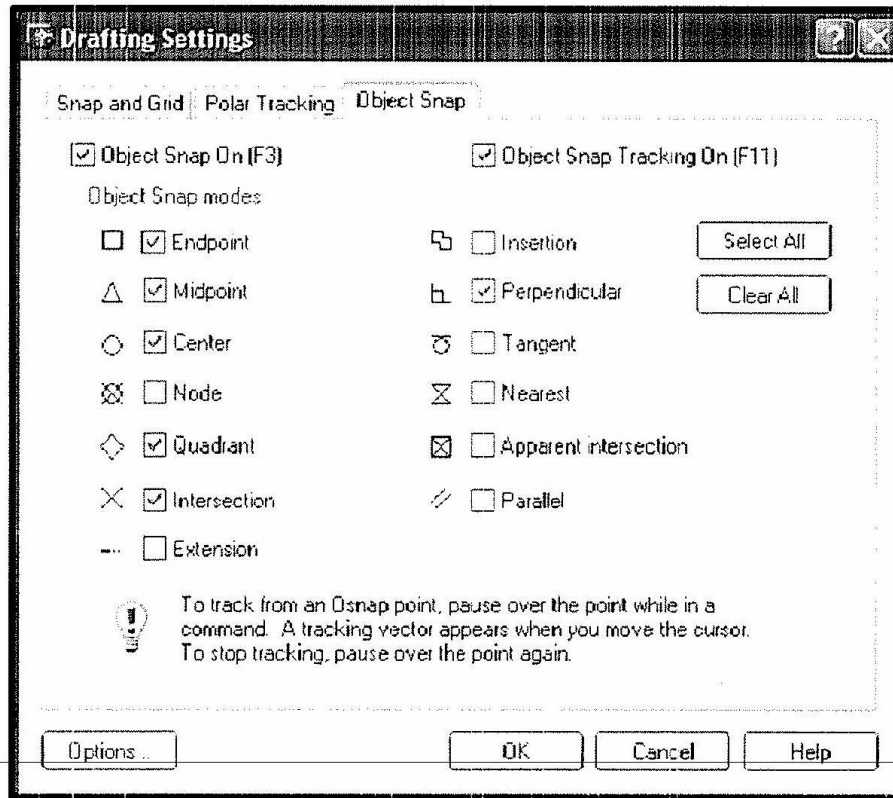 Drafting Settings
Snap and Grid Polar Tracking Object Snap
Object Snap On (F3) Object Snap Tracking On (F11)
Object Snap modes
Endpoint Insertion Select All
Midpoint Perpendicular Clear All
Center Tangent
Node Nearest
Quadrant Apparent intersection
Intersection Parallel
Extension
To track from an Osnap point, pause over the point while in a
command. A tracking vector appears when you move the cursor.
To stop tracking, pause over the point again.
Options... OK Cancel Help